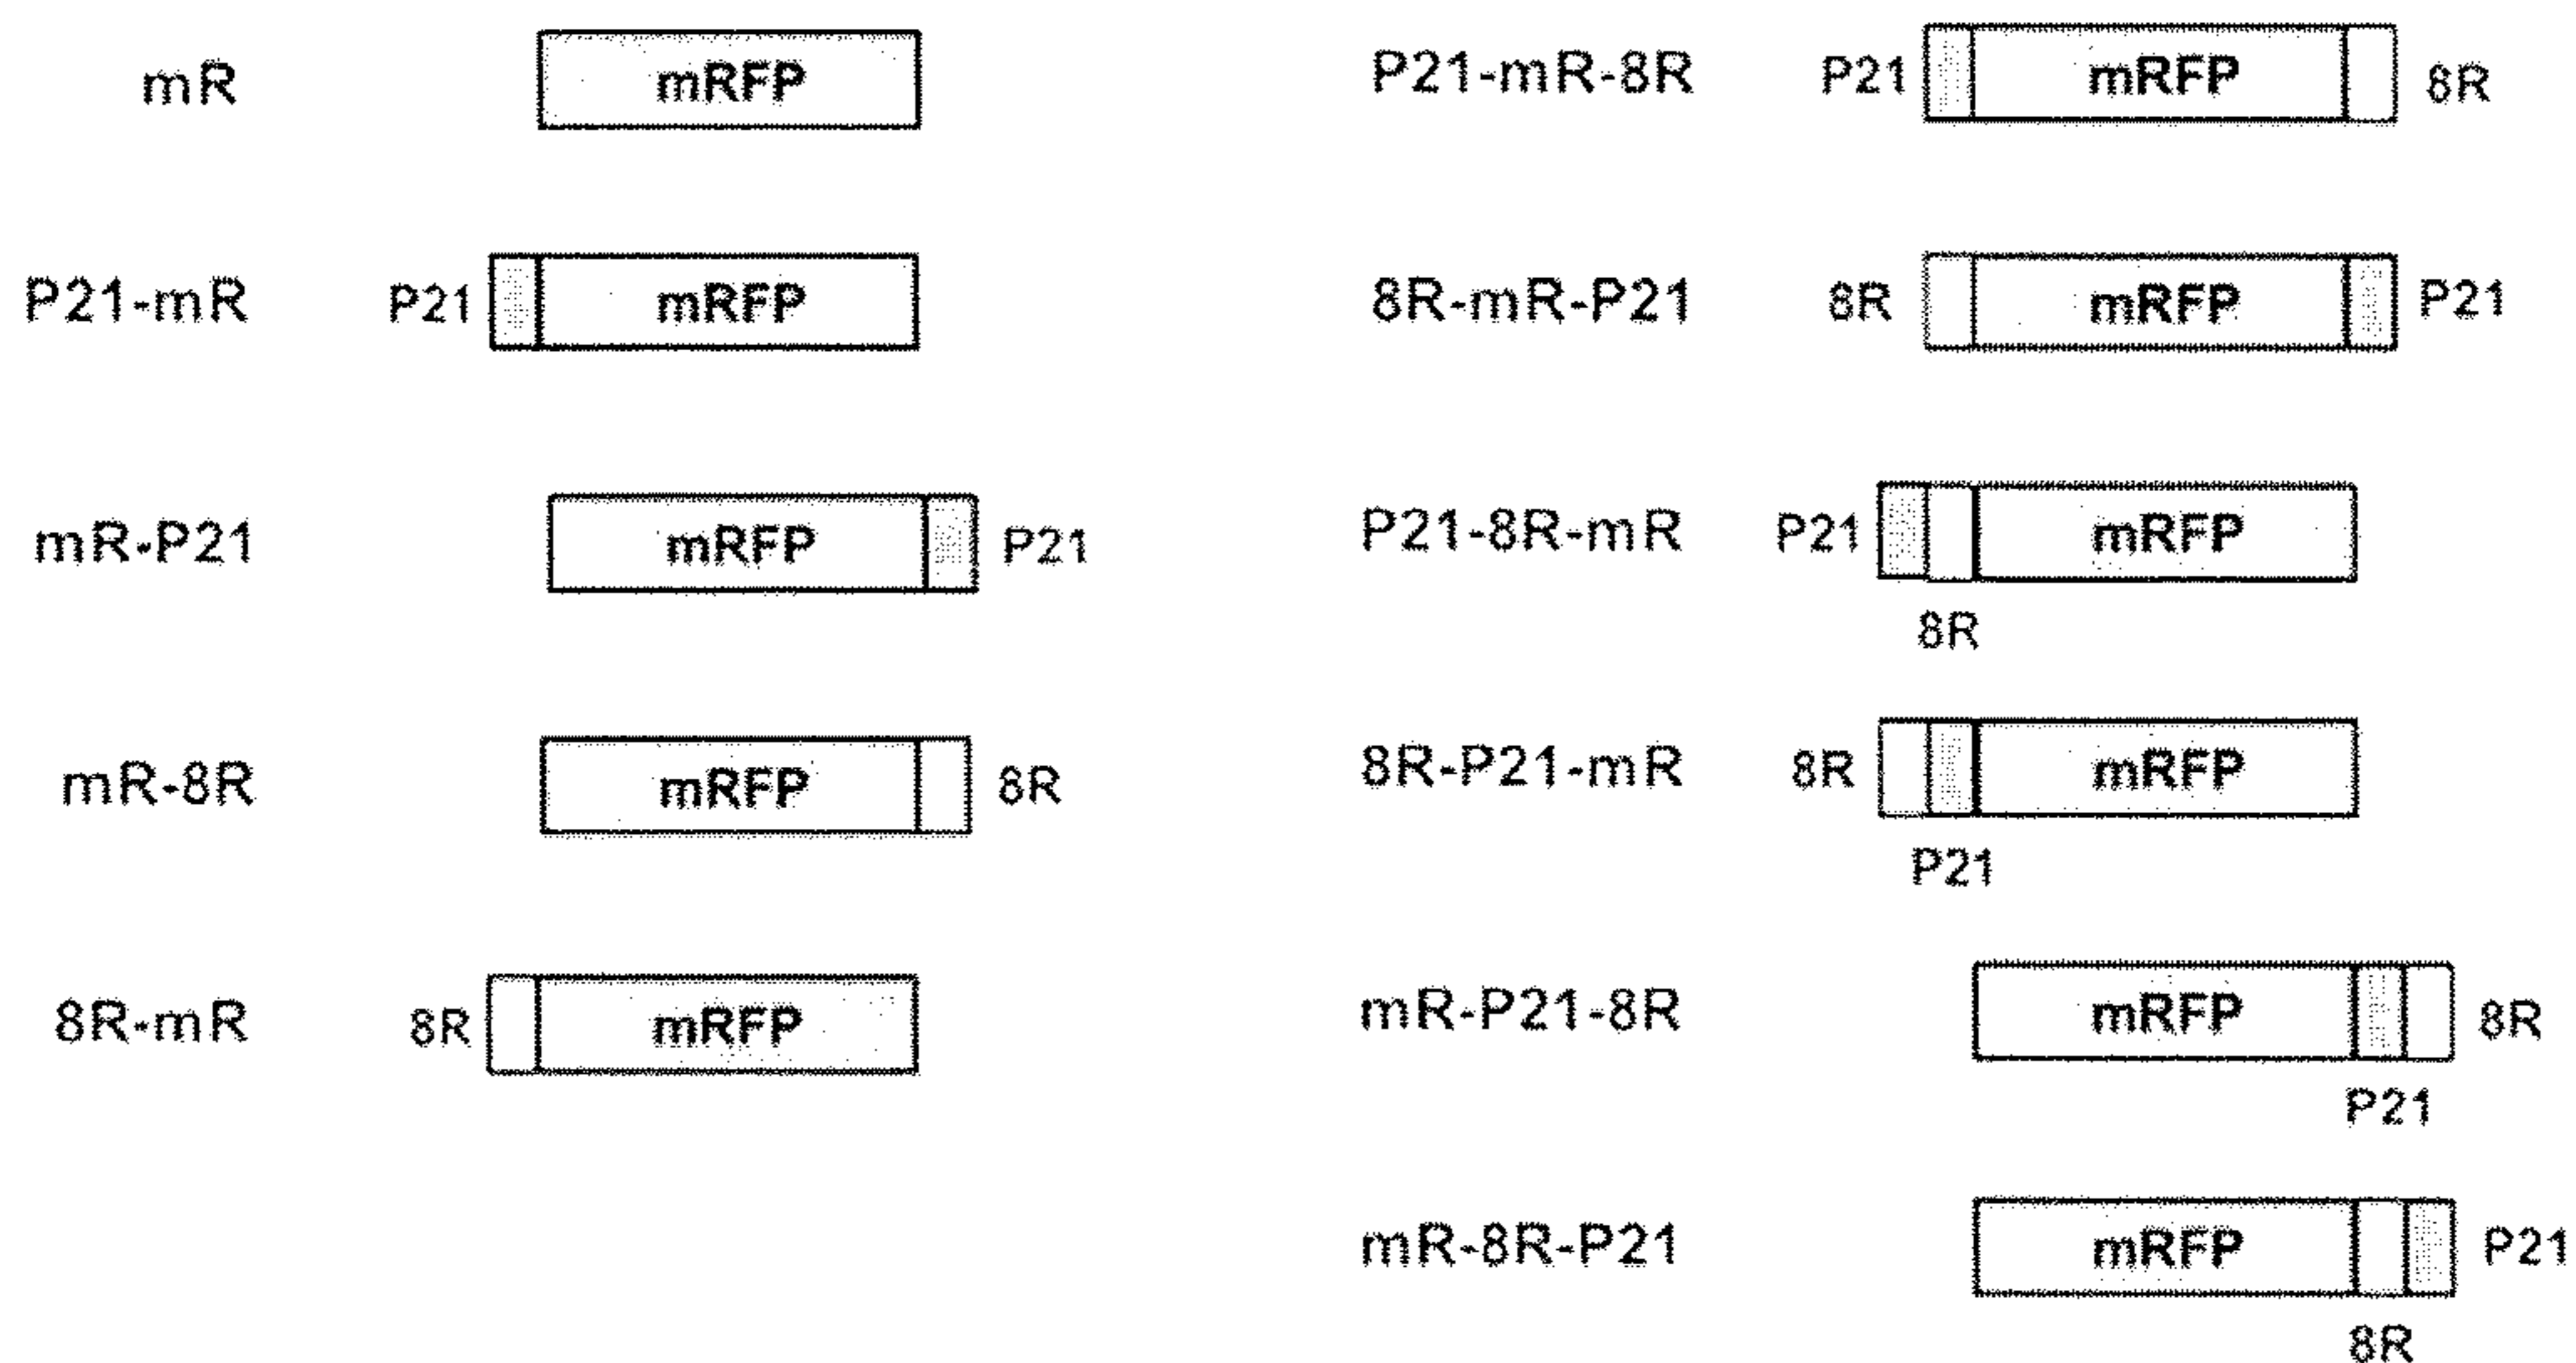 mR
mRFP
P21-mR
P21 mRFP
mR-P21
mRFP P21
mR-8R
mRFP 8R
8R-mR
8R mRFP
P21-mR-8R
P21 mRFP 8R
8R-mR-P21
8R mRFP P21
P21-8R-mR
P21 mRFP
8R
8R-P21-mR
8R mRFP
P21
mR-P21-8R
mRFP 8R
P21
mR-8R-P21
mRFP P21
8R